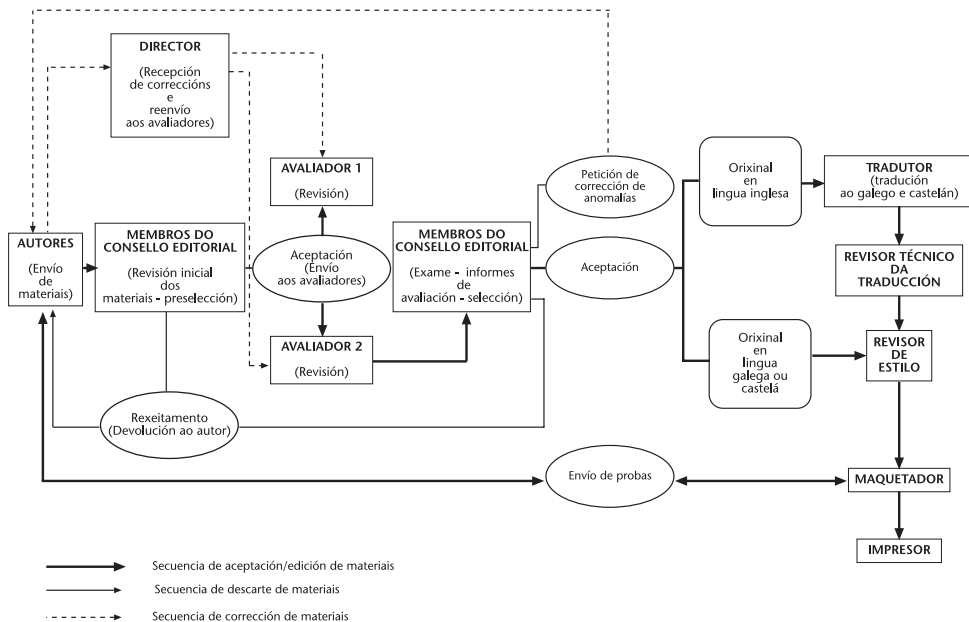 DIRECTOR
(Recepción
de correccións
e
reenvío
aos avaliadores)
AVALIADOR 1
(Revisión)
Petición de
corrección de
anomalías
Orixinal
en
lingua inglesa
TRADUTOR
(tradución
ao galego e castelán)
AUTORES
(Envío
de
materiais)
MEMBROS DO
CONSELLO EDITORIAL
(Revisión inicial
dos
materiais - preselección)
Aceptación
(Envío
aos avaliadores)
MEMBROS DO
CONSELLO EDITORIAL
(Exame - informes
de
avaliación - selección)
Aceptación
REVISOR TÉCNICO
DA
TRADUCCIÓN
AVALIADOR 2
(Revisión)
Orixinal
en
lingua
galega ou
castelá
REVISOR
DE
ESTILO
Rexeitamento
(Devolución ao autor)
Envío de probas
MAQUETADOR
IMPRESOR
Secuencia de aceptación/edición de materiais
Secuencia de descarte de materiais
Secuencia de corrección de materiais